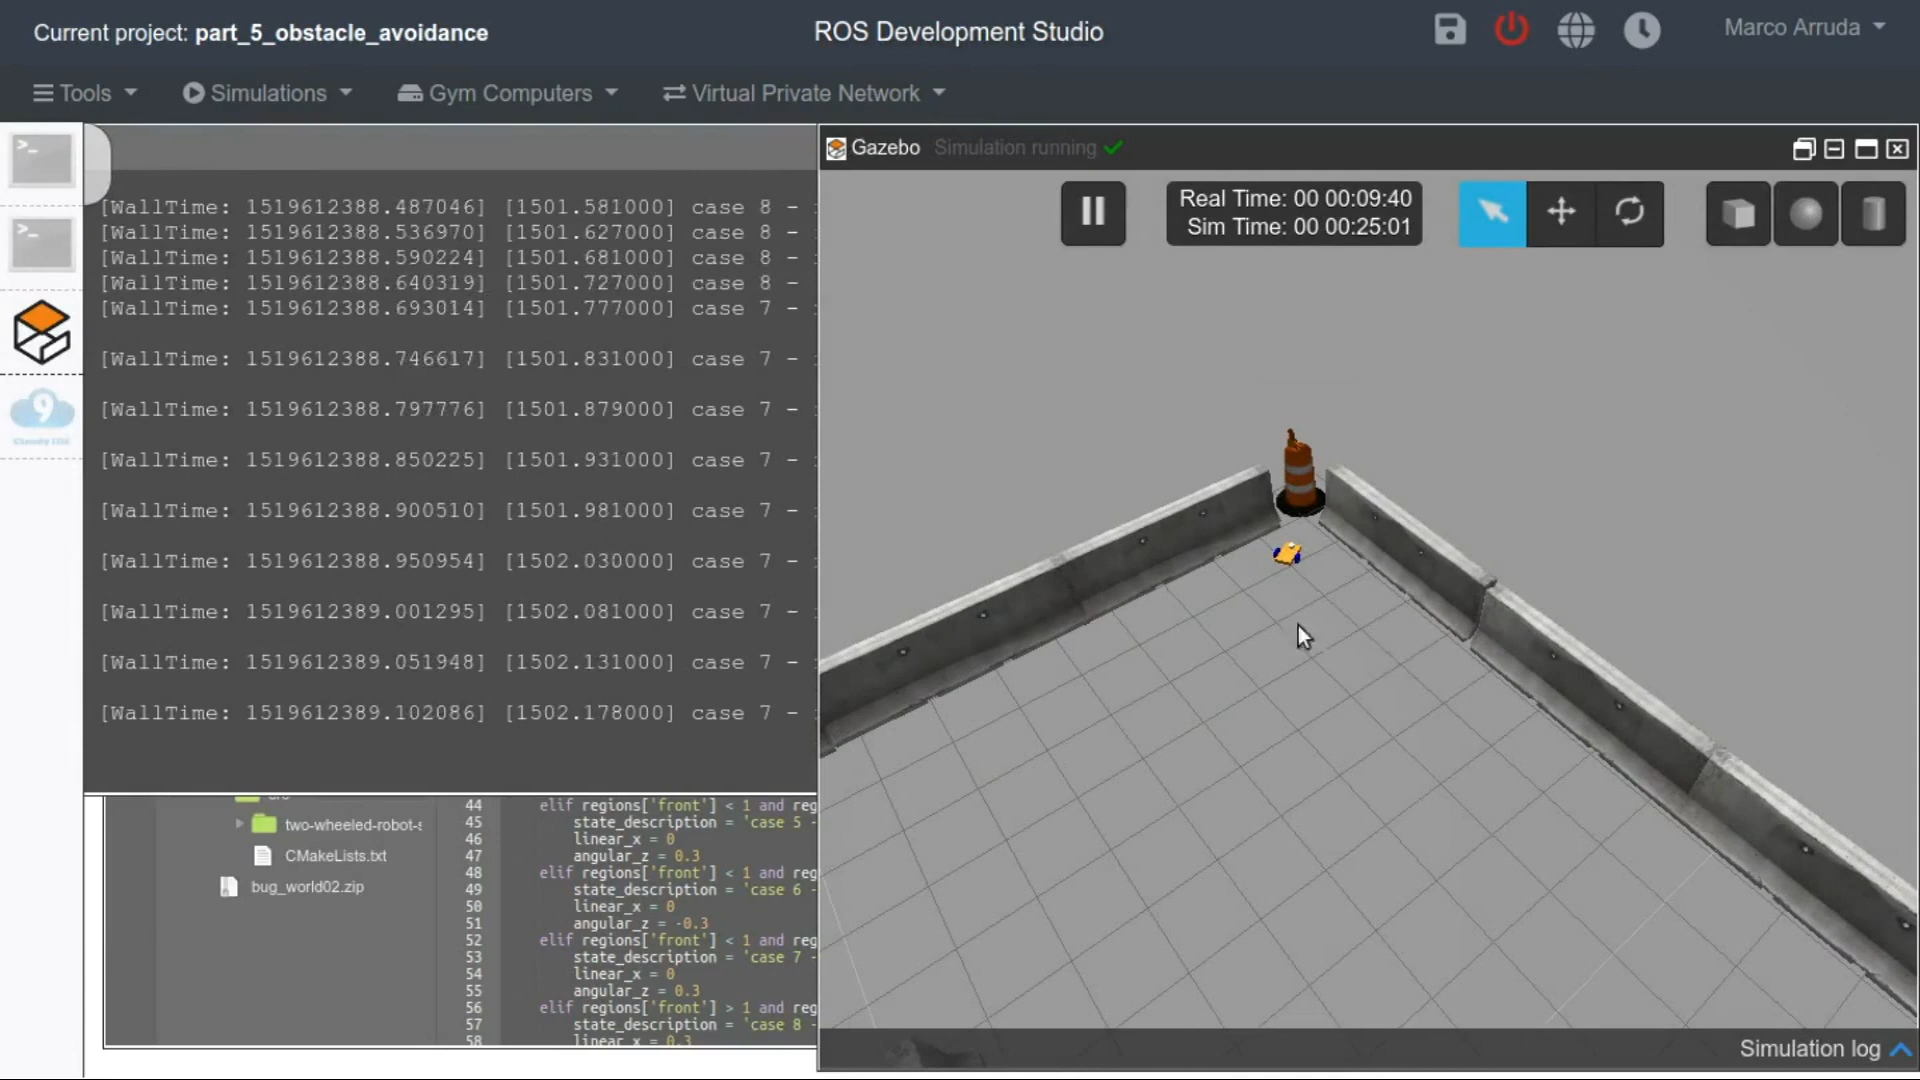 Current project: part_5_obstacle_avoidance
ROS Development Studio
Marco Arruda
Tools
Simulations
Gym Computers
Virtual Private Network
Gazebo Simulation running
Real Time: 00 00:09:40
Sim Time: 00 00:25:01
[WallTime: 1519612388.487046] [1501.581000] case 8 -
[WallTime: 1519612388.536970] [1501.627000] case 8 -
[WallTime: 1519612388.590224] [1501.681000] case 8 -
[WallTime: 1519612388.640319] [1501.727000] case 8 -
[WallTime: 1519612388.693014] [1501.777000] case 7 -
[WallTime: 1519612388.746617] [1501.831000] case 7 -
[WallTime: 1519612388.797776] [1501.879000] case 7 -
[WallTime: 1519612388.850225] [1501.931000] case 7 -
[WallTime: 1519612388.900510] [1501.981000] case 7 -
[WallTime: 1519612388.950954] [1502.030000] case 7 -
[WallTime: 1519612389.001295] [1502.081000] case 7 -
[WallTime: 1519612389.051948] [1502.131000] case 7 -
[WallTime: 1519612389.102086] [1502.178000] case 7 -
two-wheeled-robot-s
CMakeLists.txt
bug_world02.zip
44 elif regions['front'] < 1 and reg
45 state_description = 'case 5 -
46 linear_x = 0
47 angular_z = 0.3
48 elif regions['front'] < 1 and reg
49 state_description = 'case 6 -
50 linear_x = 0
51 angular_z = -0.3
52 elif regions['front'] < 1 and reg
53 state_description = 'case 7 -
54 linear_x = 0
55 angular_z = 0.3
56 elif regions['front'] > 1 and reg
57 state_description = 'case 8 -
58 linear_x = 0.3
Simulation log